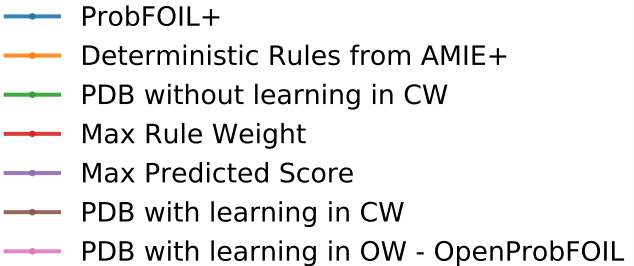 ProbFOIL+
Deterministic Rules from AMIE+
PDB without learning in CW
Max Rule Weight
Max Predicted Score
PDB with learning in CW
PDB with learning in OW - OpenProbFOIL